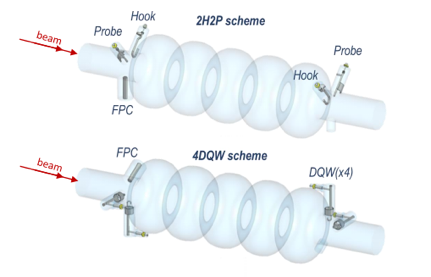 Hook
2H2P scheme
beam
Probe
Probe
Hook
FPC
FPC
4DQW scheme
beam
DQW(x4)